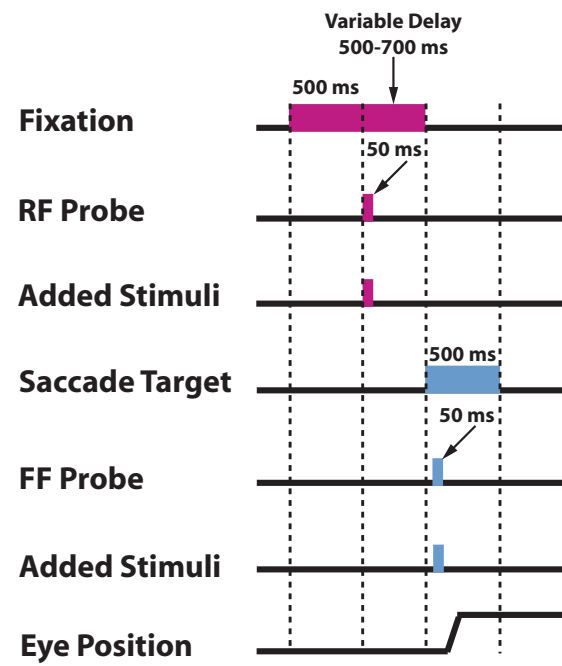 Variable Delay
500-700 ms
500 ms
Fixation
50 ms
RF Probe
Added Stimuli
500 ms
Saccade Target
50 ms
FF Probe
Added Stimuli
Eye Position